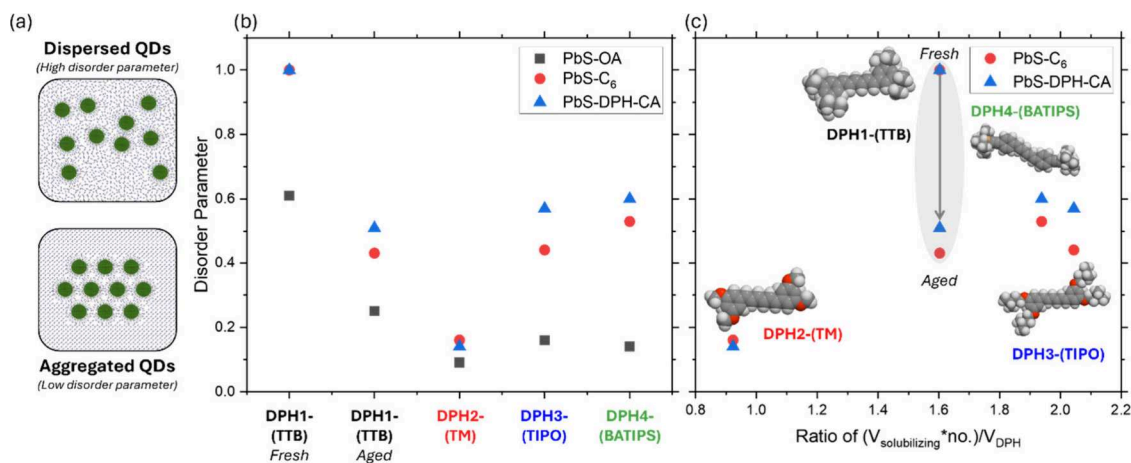 (a)
Dispersed QDs
(High disorder parameter)
Aggregated QDs
(Low disorder parameter)
(b)
PbS-OA
PbS-C₆
PbS-DPH-CA
Disorder Parameter
1.0
0.8
0.6
0.4
0.2
0.0
DPH1-
(TTB)
Fresh
DPH1-
(TTB)
Aged
DPH2-
(TM)
DPH3-
(TIPO)
DPH4-
(BATIPS)
(c)
Fresh
PbS-C₆
PbS-DPH-CA
DPH1-(TTB)
DPH4-(BATIPS)
Aged
DPH2-(TM)
DPH3-(TIPO)
0.8 1.0 1.2 1.4 1.6 1.8 2.0 2.2
Ratio of (Vsolubilizing*no.)/VDPH